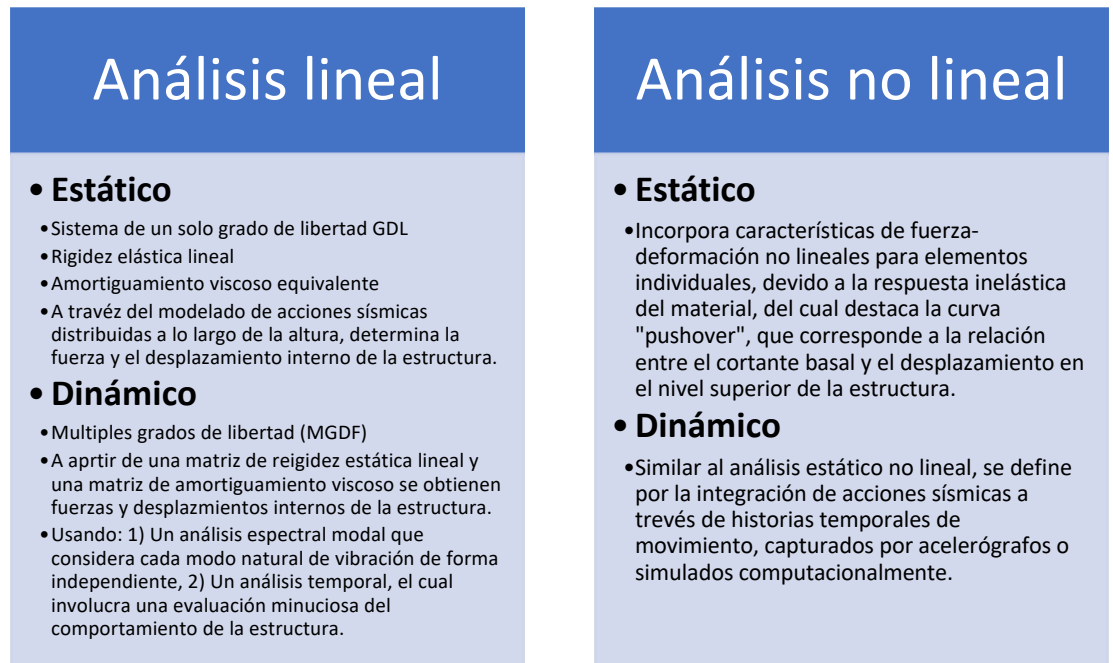 Análisis lineal
• Estático
• Sistema de un solo grado de libertad GDL
• Rigidez elástica lineal
• Amortiguamiento viscoso equivalente
• A travéz del modelado de acciones sísmicas
distribuidas a lo largo de la altura, determina la
fuerza y el desplazamiento interno de la estructura.
• Dinámico
• Multiples grados de libertad (MGDF)
• A aprtir de una matriz de reigidez estática lineal y
una matriz de amortiguamiento viscoso se obtienen
fuerzas y desplazmientos internos de la estructura.
• Usando: 1) Un análisis espectral modal que
considera cada modo natural de vibración de forma
independiente, 2) Un análisis temporal, el cual
involucra una evaluación minuciosa del
comportamiento de la estructura.
Análisis no lineal
• Estático
• Incorpora características de fuerza-
deformación no lineales para elementos
individuales, devido a la respuesta inelástica
del material, del cual destaca la curva
"pushover", que corresponde a la relación
entre el cortante basal y el desplazamiento en
el nivel superior de la estructura.
• Dinámico
• Similar al análisis estático no lineal, se define
por la integración de acciones sísmicas a
trevés de historias temporales de
movimiento, capturados por acelerógrafos o
simulados computacionalmente.